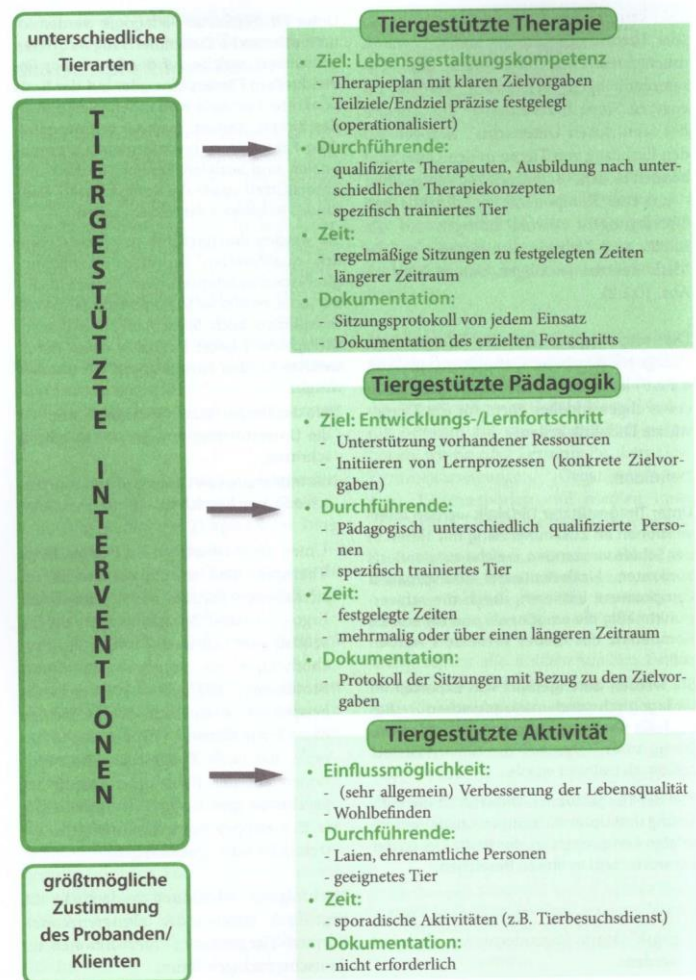 unterschiedliche
Tierarten
TIERGESTÜTZTE INTERVENTIONEN
größtmögliche
Zustimmung
des Probanden/
Klienten
Tiergestützte Therapie
• Ziel: Lebensgestaltungskompetenz
- Therapieplan mit klaren Zielvorgaben
- Teilziele/Endziel präzise festgelegt
(operationalisiert)
• Durchführende:
- qualifizierte Therapeuten, Ausbildung nach unter-
schiedlichen Therapiekonzepten
- spezifisch trainiertes Tier
• Zeit:
- regelmäßige Sitzungen zu festgelegten Zeiten
- längerer Zeitraum
• Dokumentation:
- Sitzungsprotokoll von jedem Einsatz
- Dokumentation des erzielten Fortschritts
Tiergestützte Pädagogik
• Ziel: Entwicklungs-/Lernfortschritt
- Unterstützung vorhandener Ressourcen
- Initiieren von Lernprozessen (konkrete Zielvor-
gaben)
• Durchführende:
- Pädagogisch unterschiedlich qualifizierte Perso-
nen
- spezifisch trainiertes Tier
• Zeit:
- festgelegte Zeiten
- mehrmalig oder über einen längeren Zeitraum
• Dokumentation:
- Protokoll der Sitzungen mit Bezug zu den Zielvor-
gaben
Tiergestützte Aktivität
• Einflussmöglichkeit:
- (sehr allgemein) Verbesserung der Lebensqualität
- Wohlbefinden
• Durchführende:
- Laien, ehrenamtliche Personen
- geeignetes Tier
• Zeit:
- sporadische Aktivitäten (z.B. Tierbesuchsdienst)
• Dokumentation:
- nicht erforderlich